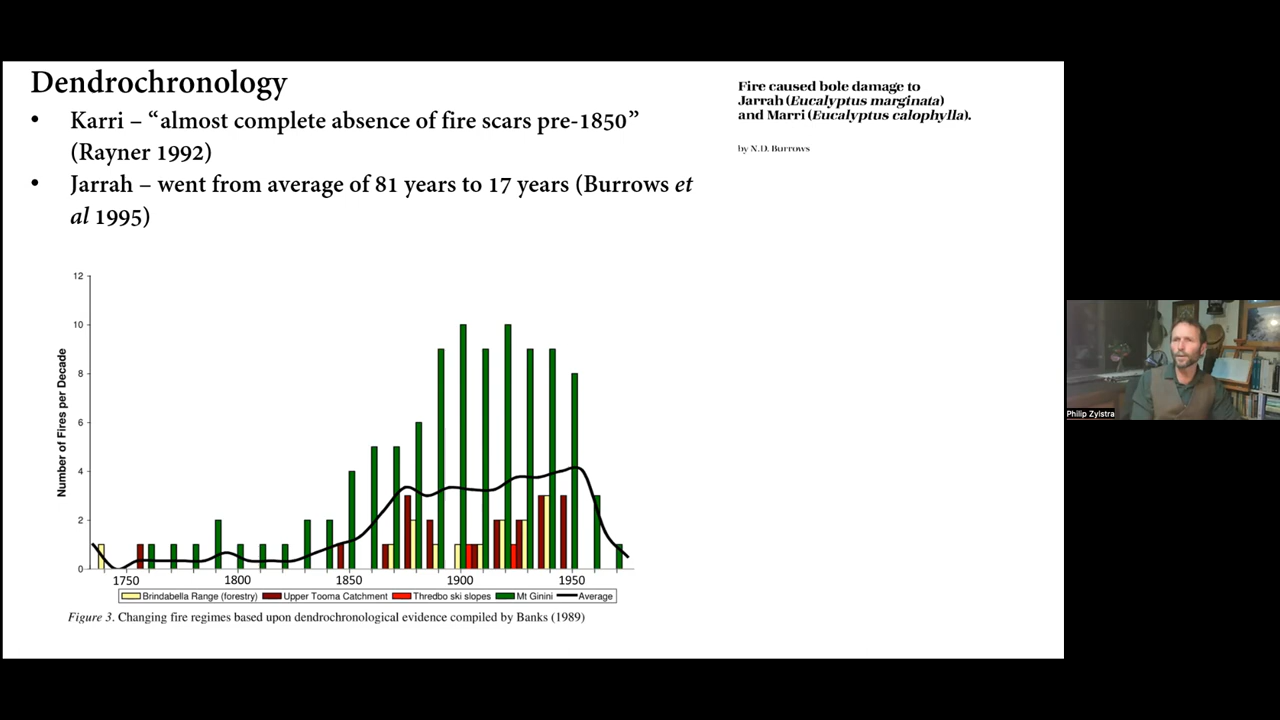 Dendrochronology
• Karri – “almost complete absence of fire scars pre-1850”
(Rayner 1992)
• Jarrah – went from average of 81 years to 17 years (Burrows et
al 1995)
Fire caused bole damage to
Jarrah (Eucalyptus marginata)
and Marri (Eucalyptus calophylla).
by N.D. Burrows
Number of Fires per Decade
12
10
8
6
4
2
0
1750 1800 1850 1900 1950
Brindabella Range (forestry) Upper Tooma Catchment Thredbo ski slopes Mt Ginini Average
Figure 3. Changing fire regimes based upon dendrochronological evidence compiled by Banks (1989)
Philip Zylstra